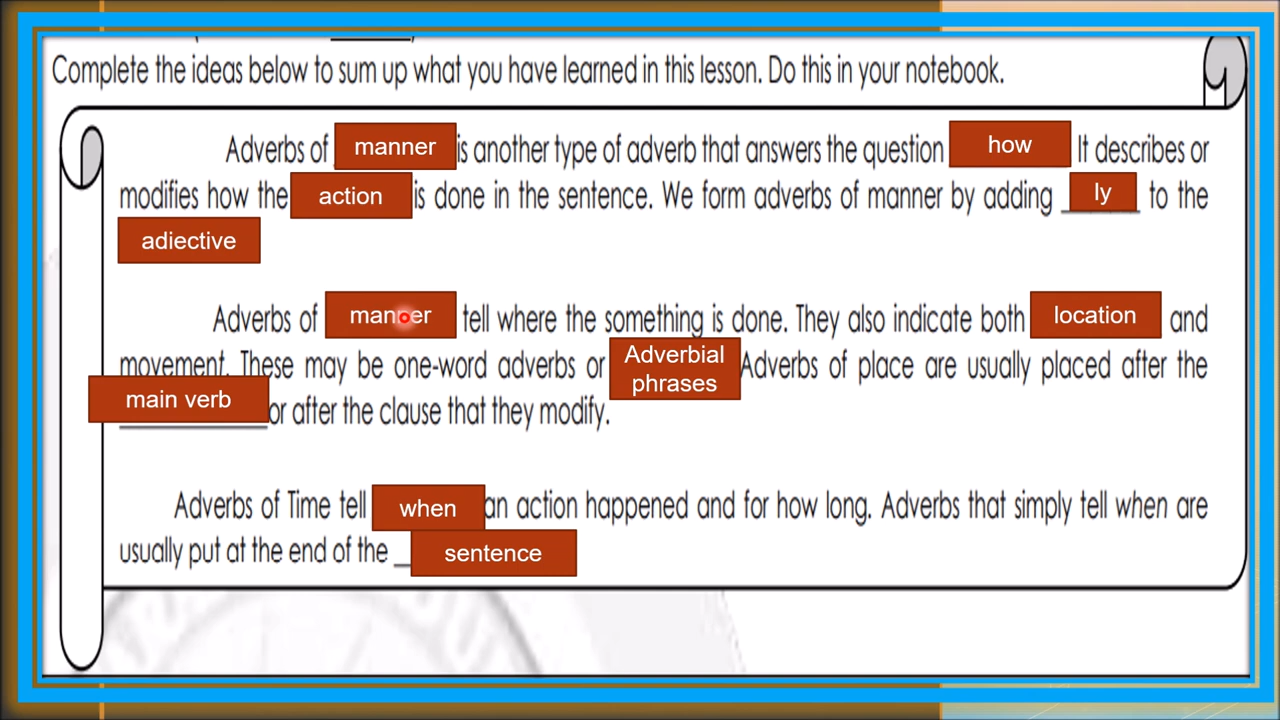 Complete the ideas below to sum up what you have learned in this lesson. Do this in your notebook.
Adverbs of manner is another type of adverb that answers the question how It describes or
modifies how the action is done in the sentence. We form adverbs of manner by adding ly to the
adiective
Adverbs of manner tell where the something is done. They also indicate both location and
movement. These may be one-word adverbs or Adverbial phrases Adverbs of place are usually placed after the
main verb or after the clause that they modify.
Adverbs of Time tell when an action happened and for how long. Adverbs that simply tell when are
usually put at the end of the _ sentence